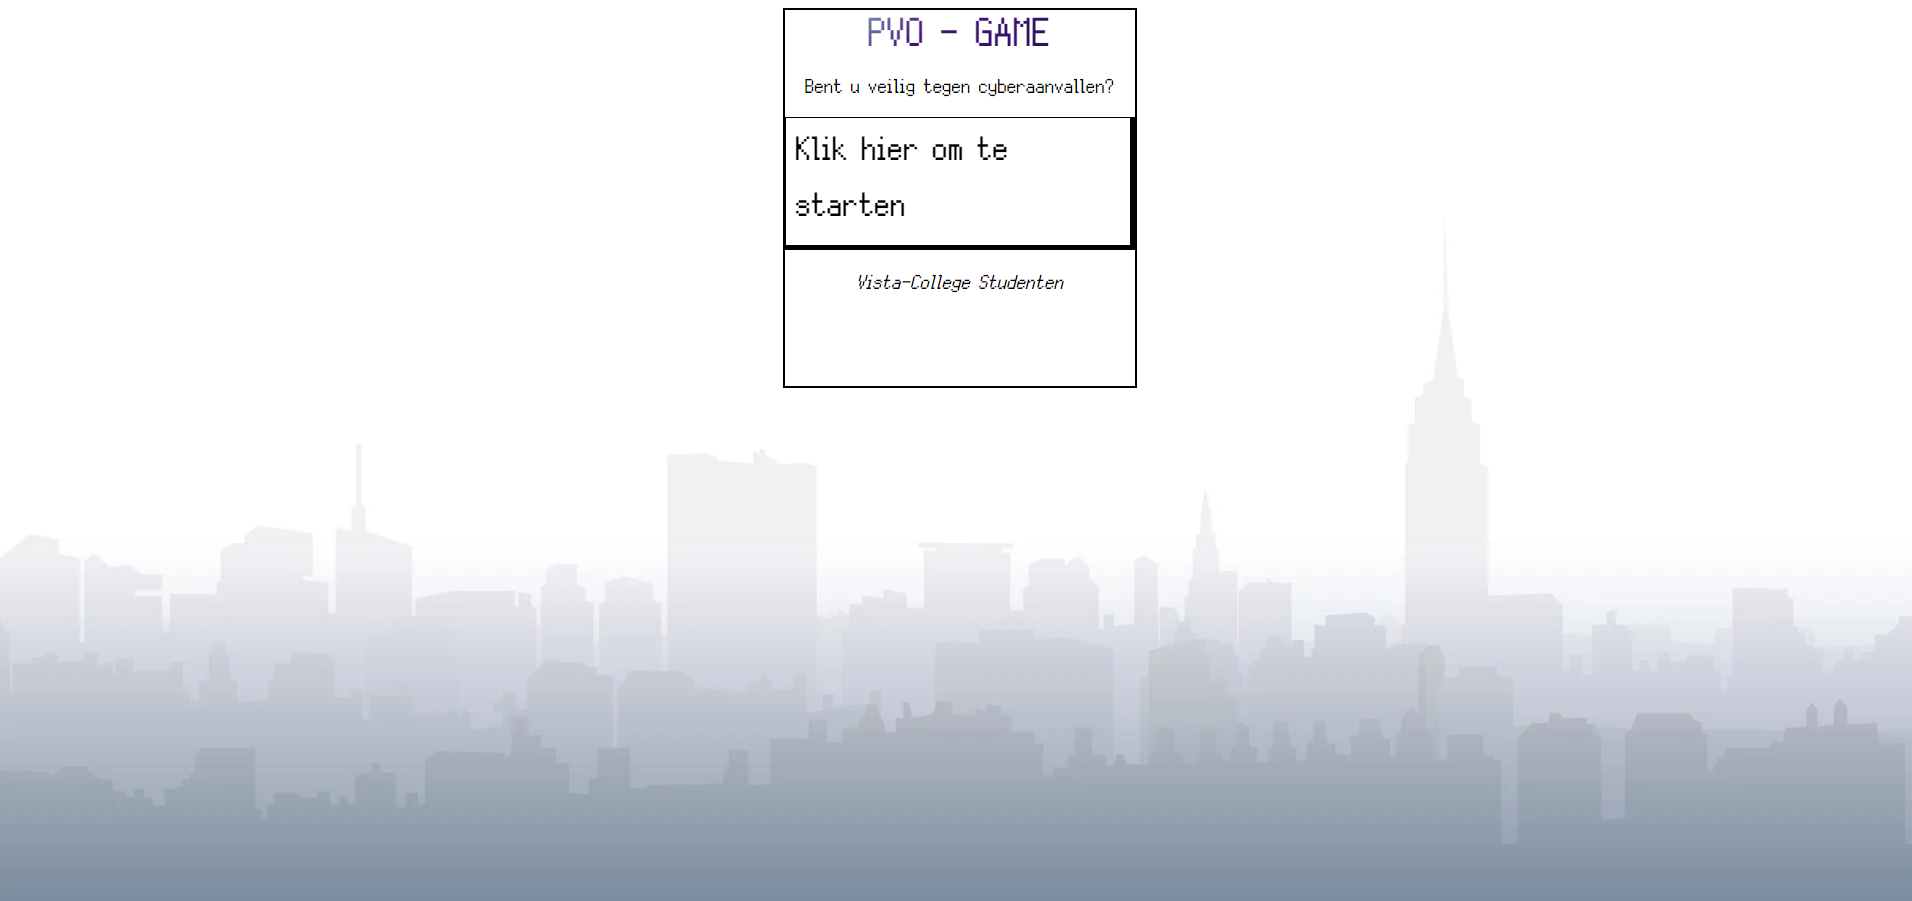 PVO - GAME
Bent u veilig tegen cyberaanvallen?
Klik hier om te
starten
Vista-College Studenten